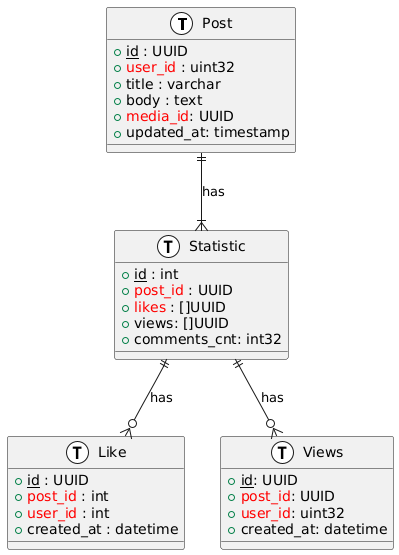 T Post
id : UUID
user_id : uint32
title : varchar
body : text
media_id: UUID
updated_at: timestamp
has
T Statistic
id : int
post_id : UUID
likes : []UUID
views: []UUID
comments_cnt: int32
has
has
T Like
id : UUID
post_id : int
user_id : int
created_at : datetime
T Views
id: UUID
post_id: UUID
user_id: uint32
created_at: datetime